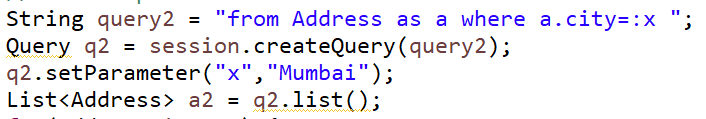 String query2 = "from Address as a where a.city=:x ";
Query q2 = session.createQuery(query2);
q2.setParameter("x","Mumbai");
List<Address> a2 = q2.list();